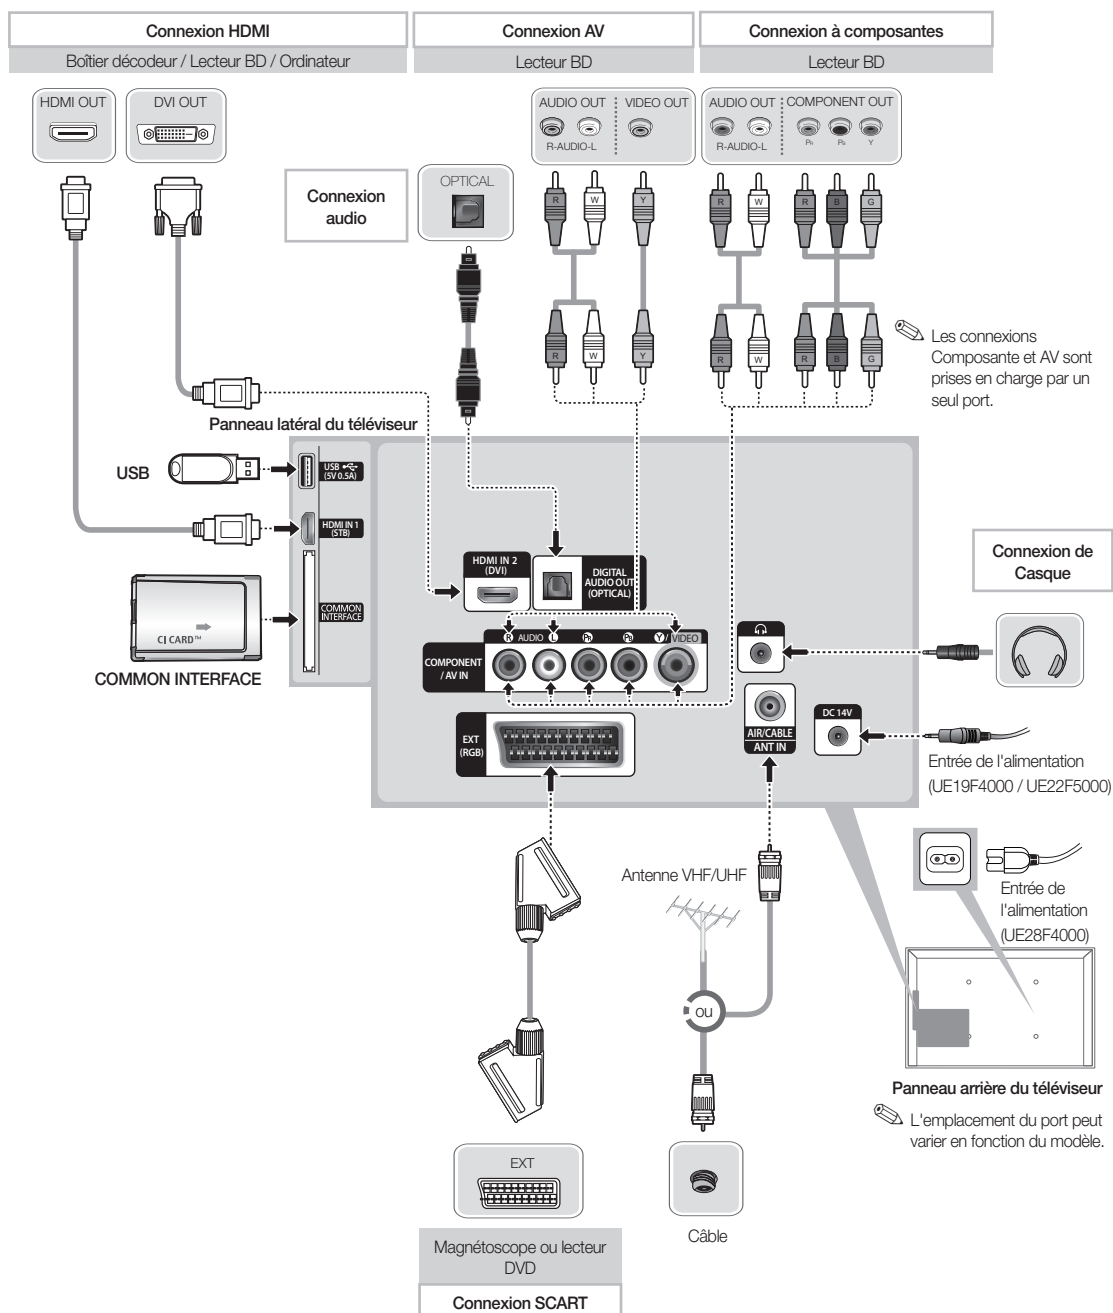 Connexion HDMI
Boîtier décodeur / Lecteur BD / Ordinateur
Connexion AV
Lecteur BD
Connexion à composantes
Lecteur BD
HDMI OUT
DVI OUT
AUDIO OUT
VIDEO OUT
R-AUDIO-L
AUDIO OUT
COMPONENT OUT
R-AUDIO-L
PR
PB
Y
Connexion
audio
OPTICAL
R
W
Y
R
W
R
B
G
R
W
Y
R
W
R
B
G
Les connexions
Composante et AV sont
prises en charge par un
seul port.
Panneau latéral du téléviseur
USB
USB
(5V 0.5A)
HDMI IN 1
(STB)
COMMON
INTERFACE
CI CARD™
COMMON INTERFACE
HDMI IN 2
(DVI)
DIGITAL
AUDIO OUT
(OPTICAL)
COMPONENT
/ AV IN
R AUDIO L
PR
PB
Y / VIDEO
EXT
(RGB)
AIR/CABLE
ANT IN
DC 14V
Connexion de
Casque
Entrée de l'alimentation
(UE19F4000 / UE22F5000)
Entrée de
l'alimentation
(UE28F4000)
Antenne VHF/UHF
ou
Panneau arrière du téléviseur
L'emplacement du port peut
varier en fonction du modèle.
EXT
Câble
Magnétoscope ou lecteur
DVD
Connexion SCART